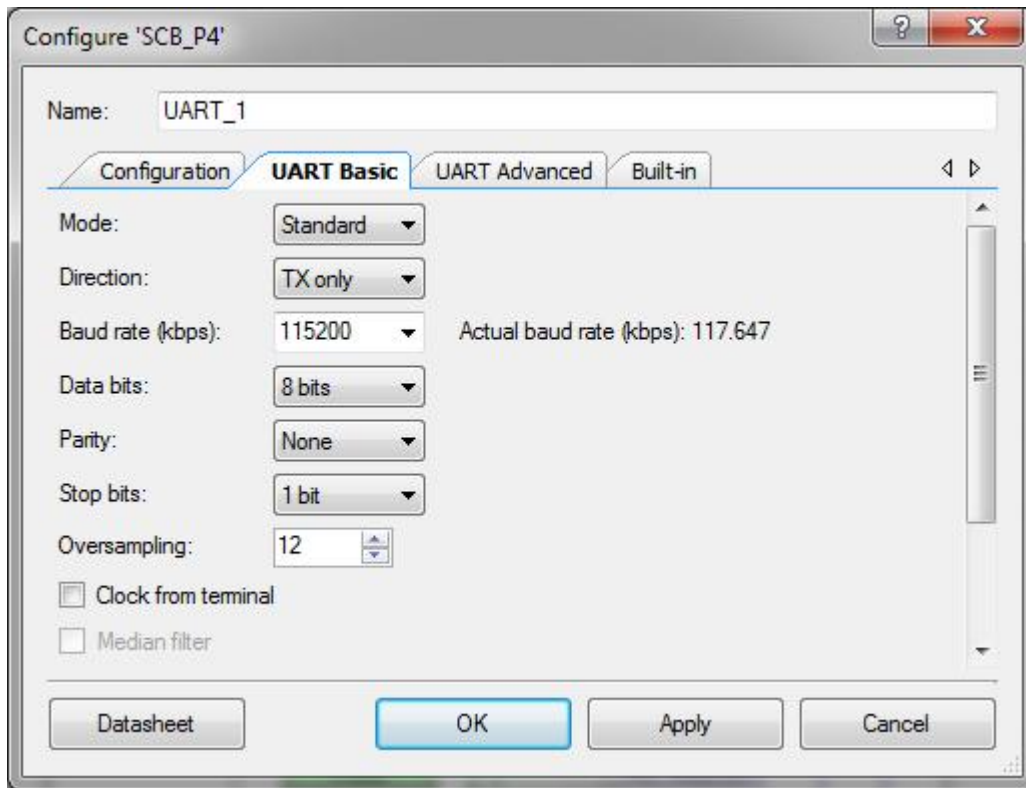 Configure 'SCB_P4'
Name: UART_1
Configuration UART Basic UART Advanced Built-in
Mode: Standard
Direction: TX only
Baud rate (kbps): 115200 Actual baud rate (kbps): 117.647
Data bits: 8 bits
Parity: None
Stop bits: 1 bit
Oversampling: 12
Clock from terminal
Median filter
Datasheet OK Apply Cancel